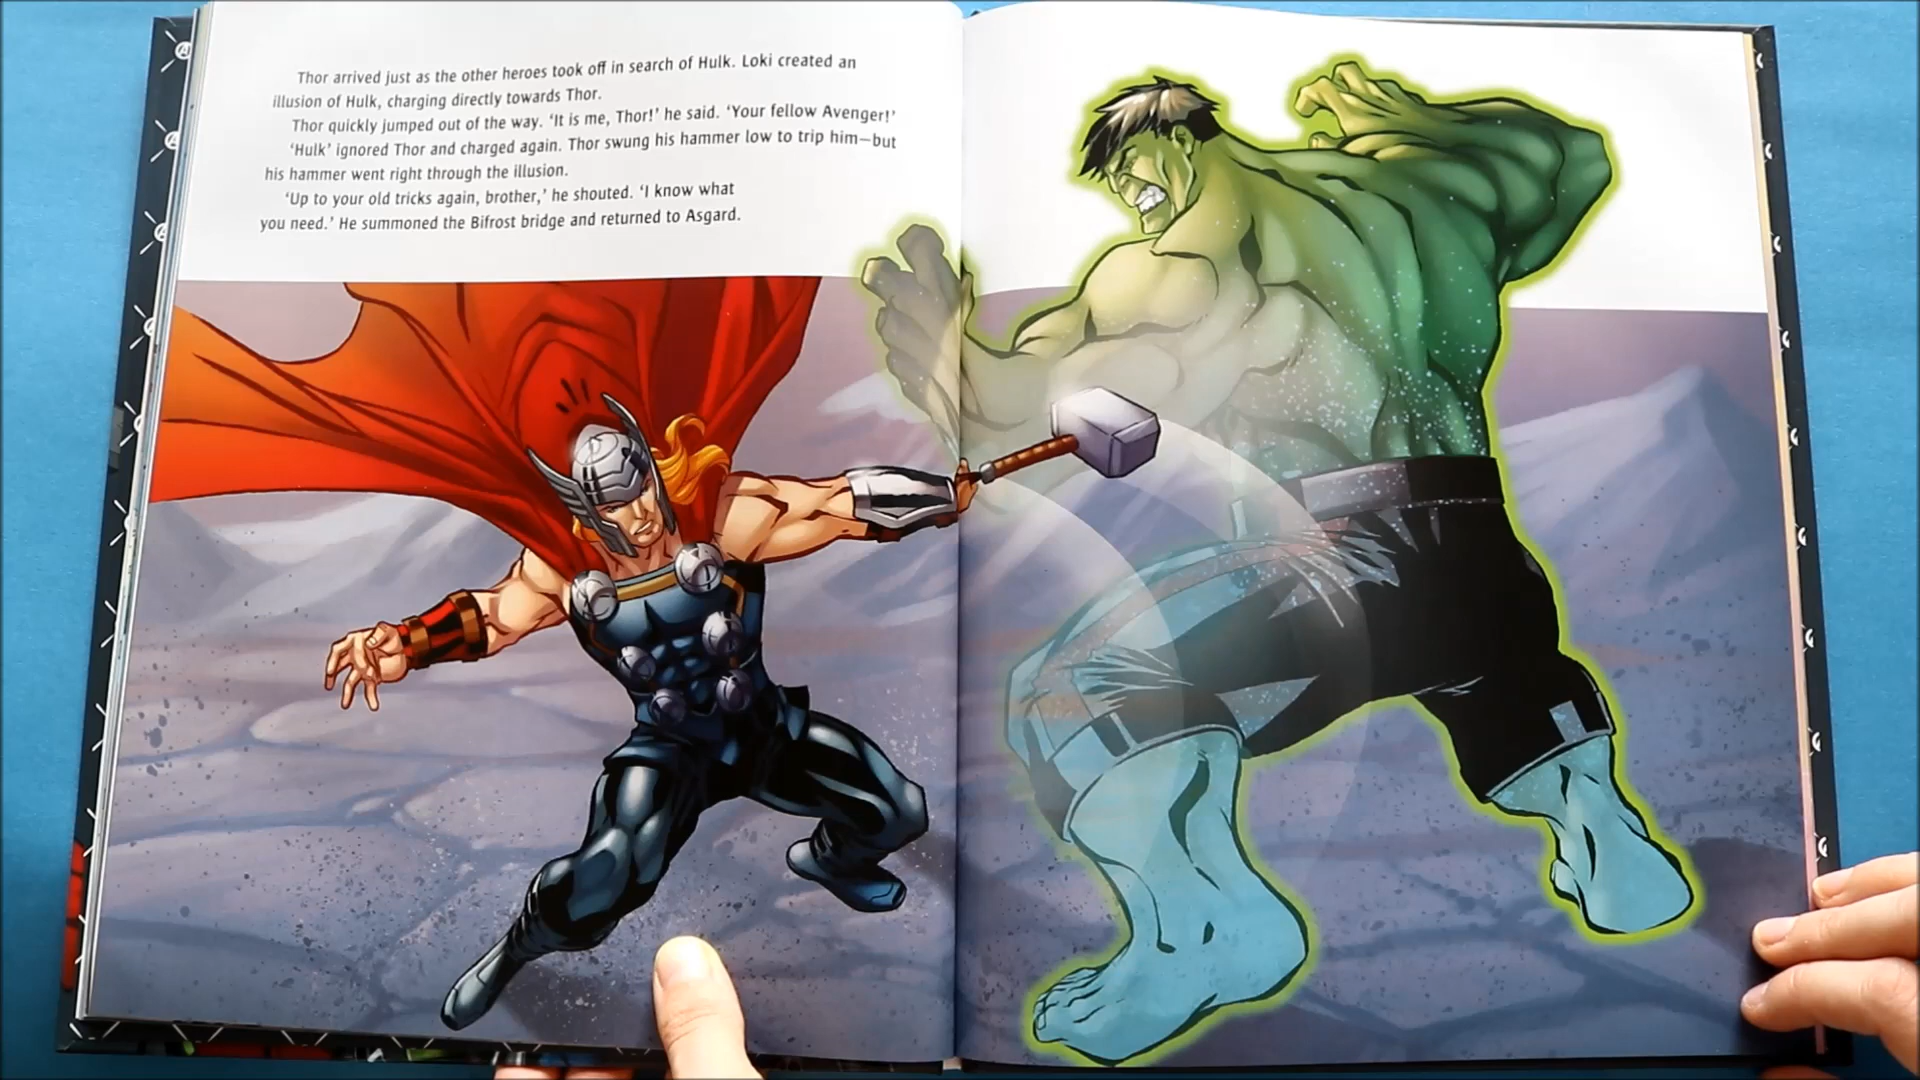 Thor arrived just as the other heroes took off in search of Hulk. Loki created an
illusion of Hulk, charging directly towards Thor.
Thor quickly jumped out of the way. ‘It is me, Thor!’ he said. ‘Your fellow Avenger!’
‘Hulk’ ignored Thor and charged again. Thor swung his hammer low to trip him—but
his hammer went right through the illusion.
‘Up to your old tricks again, brother,’ he shouted. ‘I know what
you need.’ He summoned the Bifrost bridge and returned to Asgard.